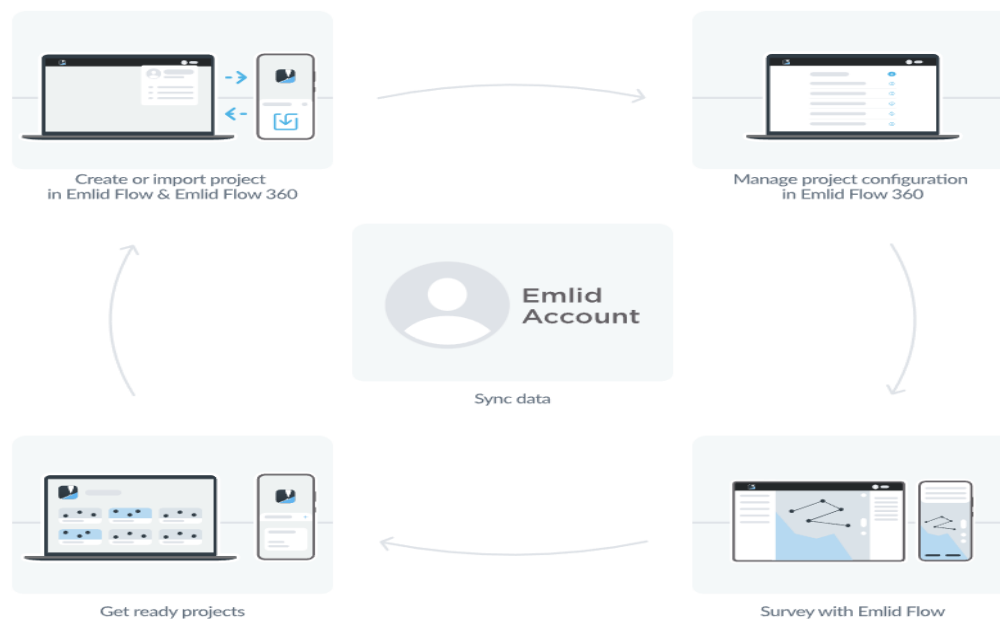 Create or import project
in Emlid Flow & Emlid Flow 360
Manage project configuration
in Emlid Flow 360
Emlid
Account
Sync data
Get ready projects
Survey with Emlid Flow